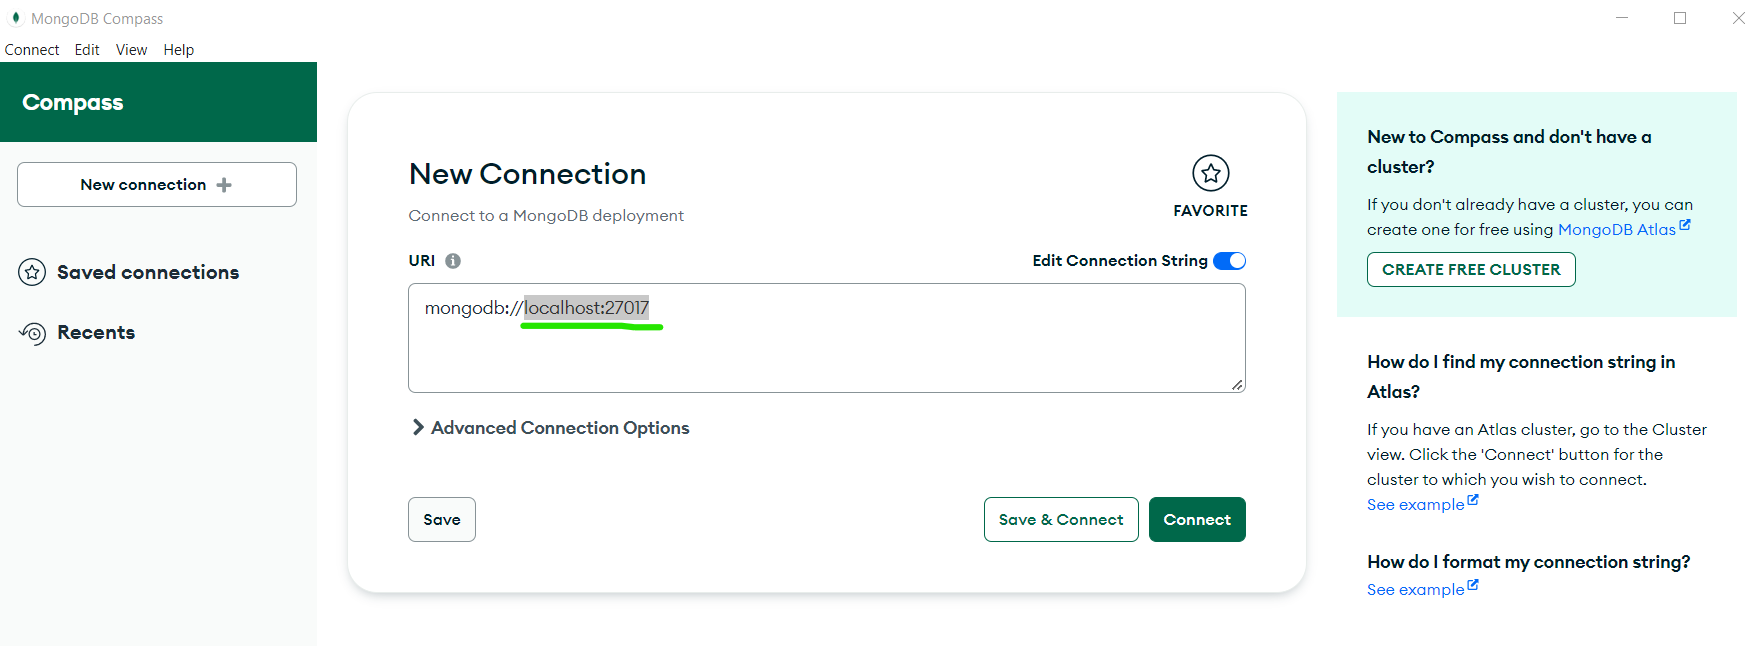 MongoDB Compass
Connect Edit View Help
Compass
New connection
Saved connections
Recents
New Connection
Connect to a MongoDB deployment
FAVORITE
URI
Edit Connection String
mongodb://localhost:27017
Advanced Connection Options
Save
Save & Connect
Connect
New to Compass and don't have a
cluster?
If you don't already have a cluster, you can
create one for free using MongoDB Atlas
CREATE FREE CLUSTER
How do I find my connection string in
Atlas?
If you have an Atlas cluster, go to the Cluster
view. Click the 'Connect' button for the
cluster to which you wish to connect.
See example
How do I format my connection string?
See example